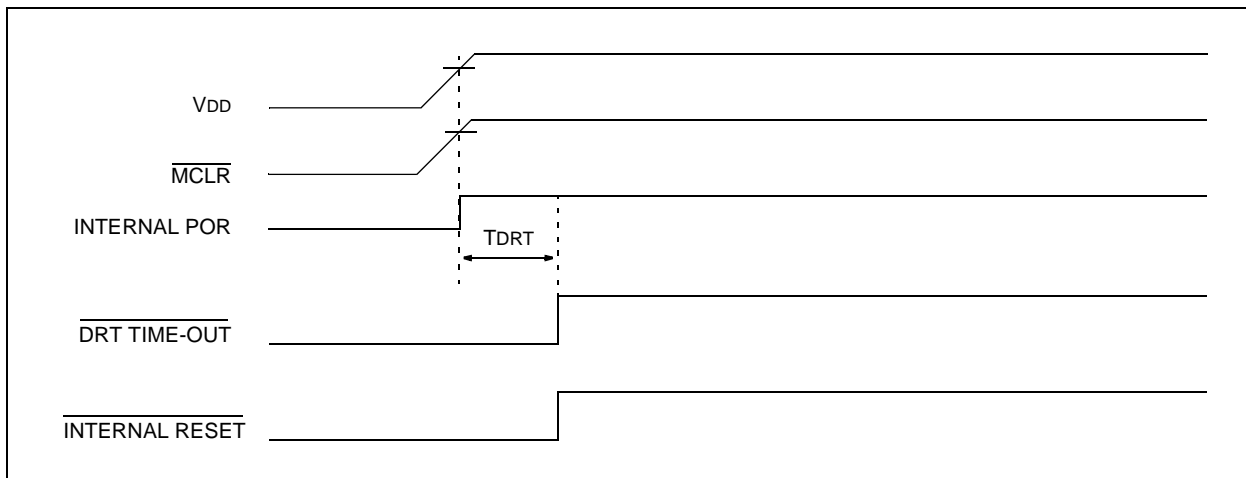 VDD
MCLR
INTERNAL POR
TDRT
DRT TIME-OUT
INTERNAL RESET